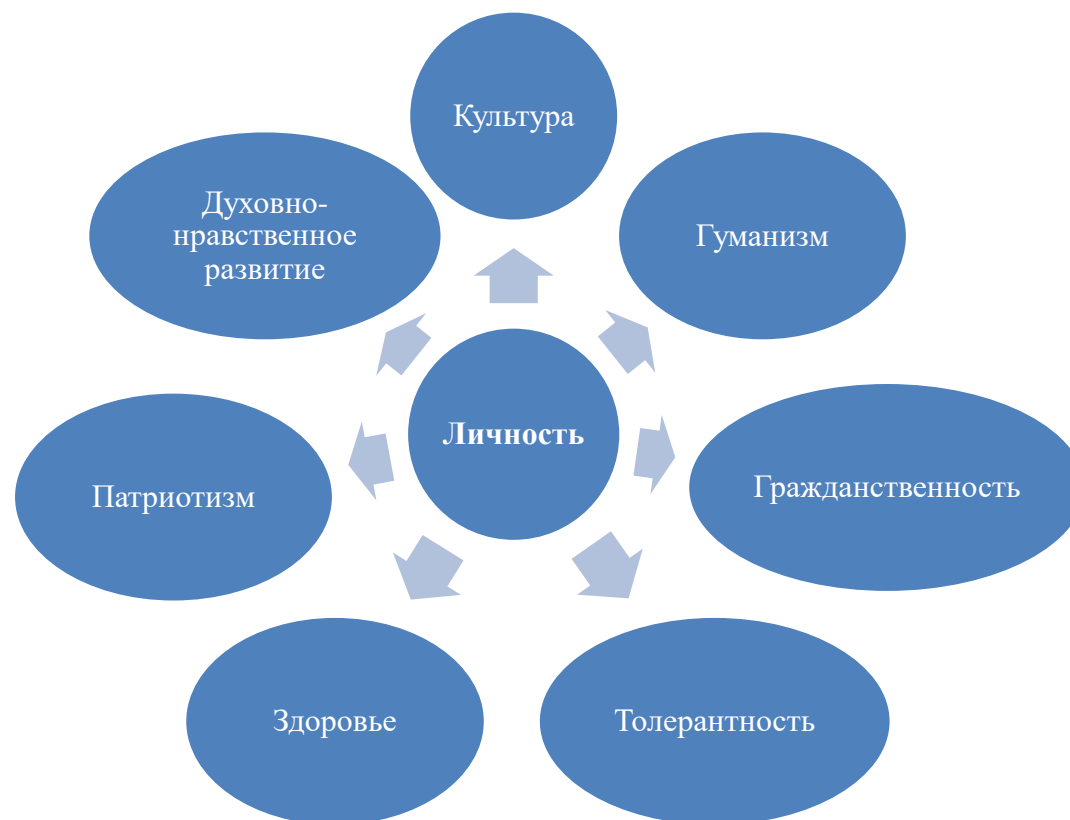 Культура
Духовно-
нравственное
развитие
Гуманизм
Личность
Патриотизм
Гражданственность
Здоровье
Толерантность